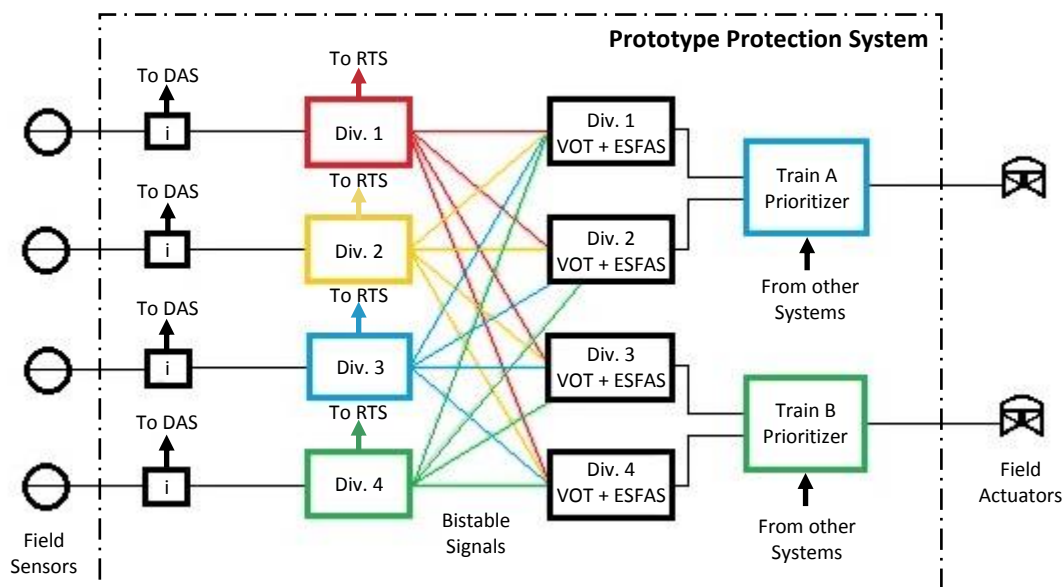 Prototype Protection System
To RTS
To DAS
i
Div. 1
Div. 1
VOT + ESFAS
Train A
Prioritizer
From other
Systems
To RTS
To DAS
i
Div. 2
Div. 2
VOT + ESFAS
To RTS
To DAS
i
Div. 3
Div. 3
VOT + ESFAS
Train B
Prioritizer
From other
Systems
To RTS
To DAS
i
Div. 4
Div. 4
VOT + ESFAS
Field
Sensors
Bistable
Signals
Field
Actuators